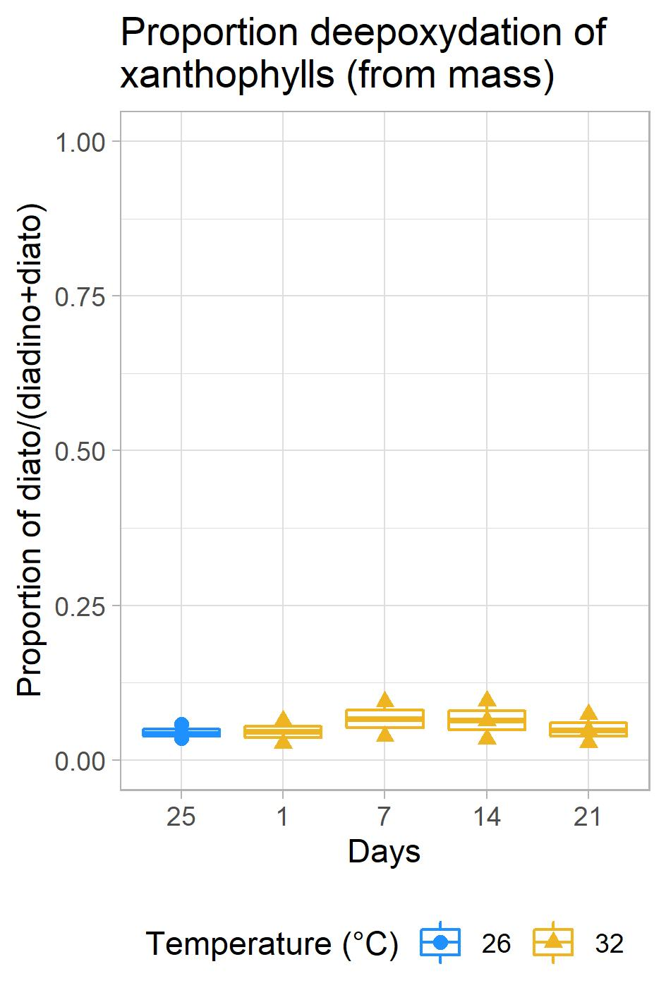 Proportion deepoxydation of
xanthophylls (from mass)
Proportion of diato/(diadino+diato)
1.00
0.75
0.50
0.25
0.00
25 1 7 14 21
Days
Temperature (°C) 26 32